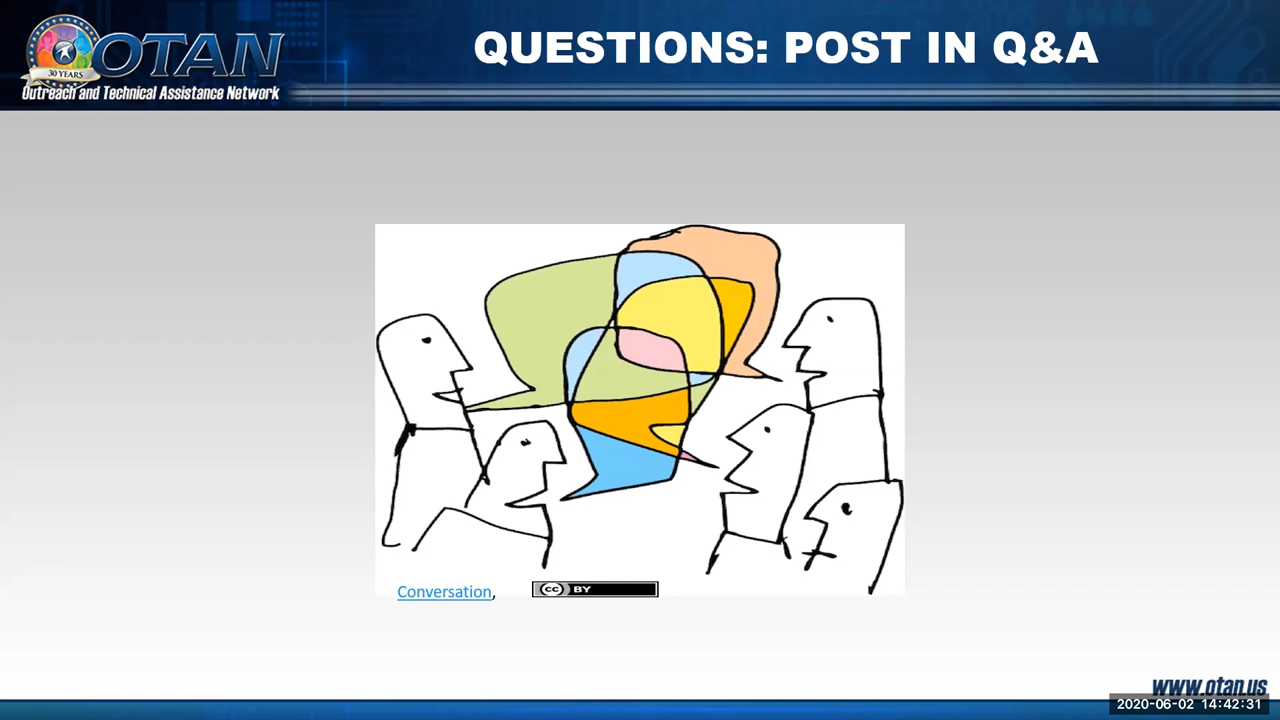 OTAN
30 YEARS
Outreach and Technical Assistance Network
QUESTIONS: POST IN Q&A
Conversation,
cc BY
www.otan.us
2020-06-02 14:42:31